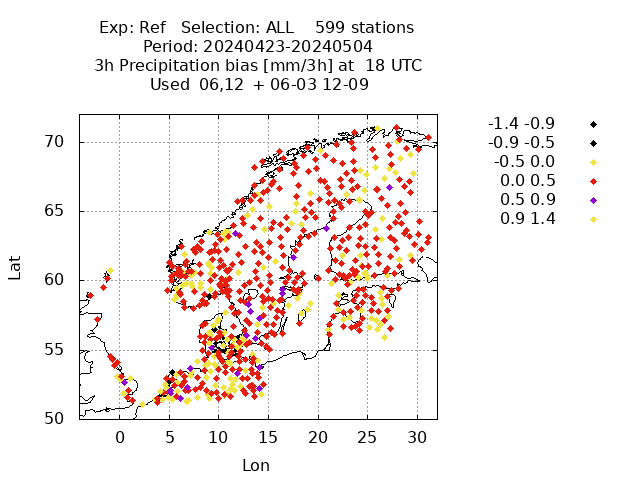 Exp: Ref   Selection: ALL    599 stations
Period: 20240423-20240504
3h Precipitation bias [mm/3h] at  18 UTC
Used  06,12  + 06-03 12-09
-1.4 -0.9
-0.9 -0.5
-0.5 0.0
0.0 0.5
0.5 0.9
0.9 1.4
Lat
70
65
60
55
50
0 5 10 15 20 25 30
Lon